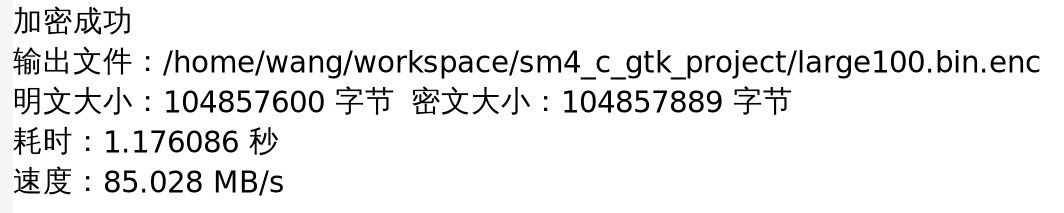 加密成功
输出文件：/home/wang/workspace/sm4_c_gtk_project/large100.bin.enc
明文大小：104857600 字节  密文大小：104857889 字节
耗时：1.176086 秒
速度：85.028 MB/s